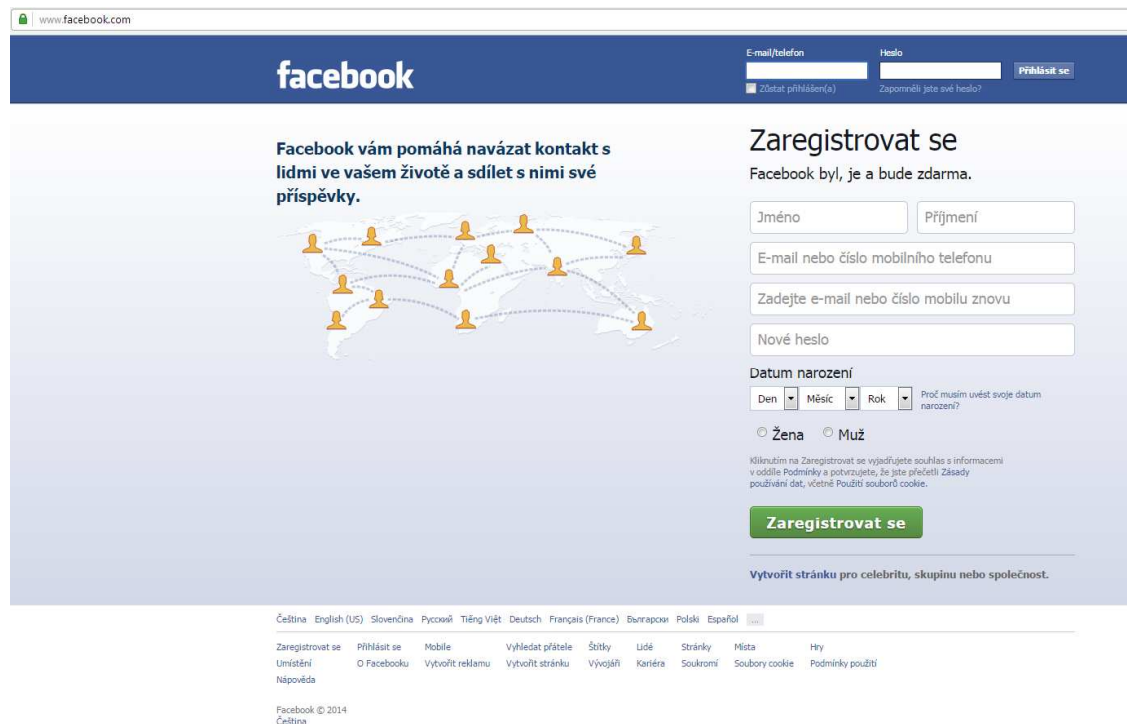 www.facebook.com
facebook
E-mail/telefon
Heslo
Přihlásit se
Zůstat přihlášen(a)
Zapomněli jste své heslo?
Facebook vám pomáhá navázat kontakt s
lidmi ve vašem životě a sdílet s nimi své
příspěvky.
Zaregistrovat se
Facebook byl, je a bude zdarma.
Jméno
Příjmení
E-mail nebo číslo mobilního telefonu
Zadejte e-mail nebo číslo mobilu znovu
Nové heslo
Datum narození
Den Měsíc Rok
Proč musím uvést svoje datum
narození?
Žena Muž
Kliknutím na Zaregistrovat se vyjadřujete souhlas s informacemi
v oddíle Podmínky a potvrzujete, že jste přečetli Zásady
používání dat, včetně Použití souborů cookie.
Zaregistrovat se
Vytvořit stránku pro celebritu, skupinu nebo společnost.
Čeština English (US) Slovenčina Русский Tiếng Việt Deutsch Français (France) Български Polski Español ...
Zaregistrovat se Přihlásit se Mobile Vyhledat přátele Štítky Lidé Stránky Místa Hry
Umístění O Facebooku Vytvořit reklamu Vytvořit stránku Vývojáři Kariéra Soukromí Soubory cookie Podmínky použití
Nápověda
Facebook © 2014
Čeština